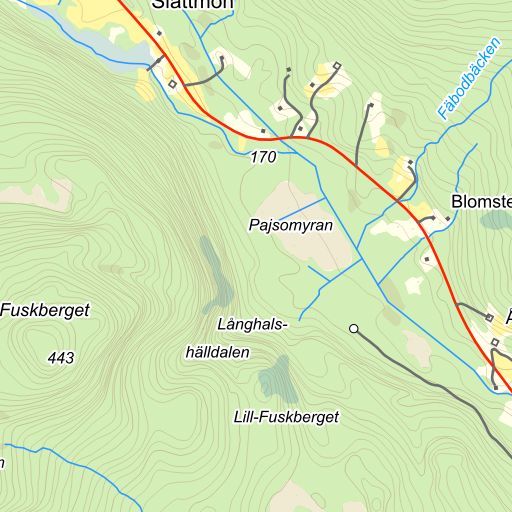 Slättmon
Fäbodbäcken
170
Blomste
Pajsomyran
Fuskberget
Långhals-
hälldalen
443
Lill-Fuskberget